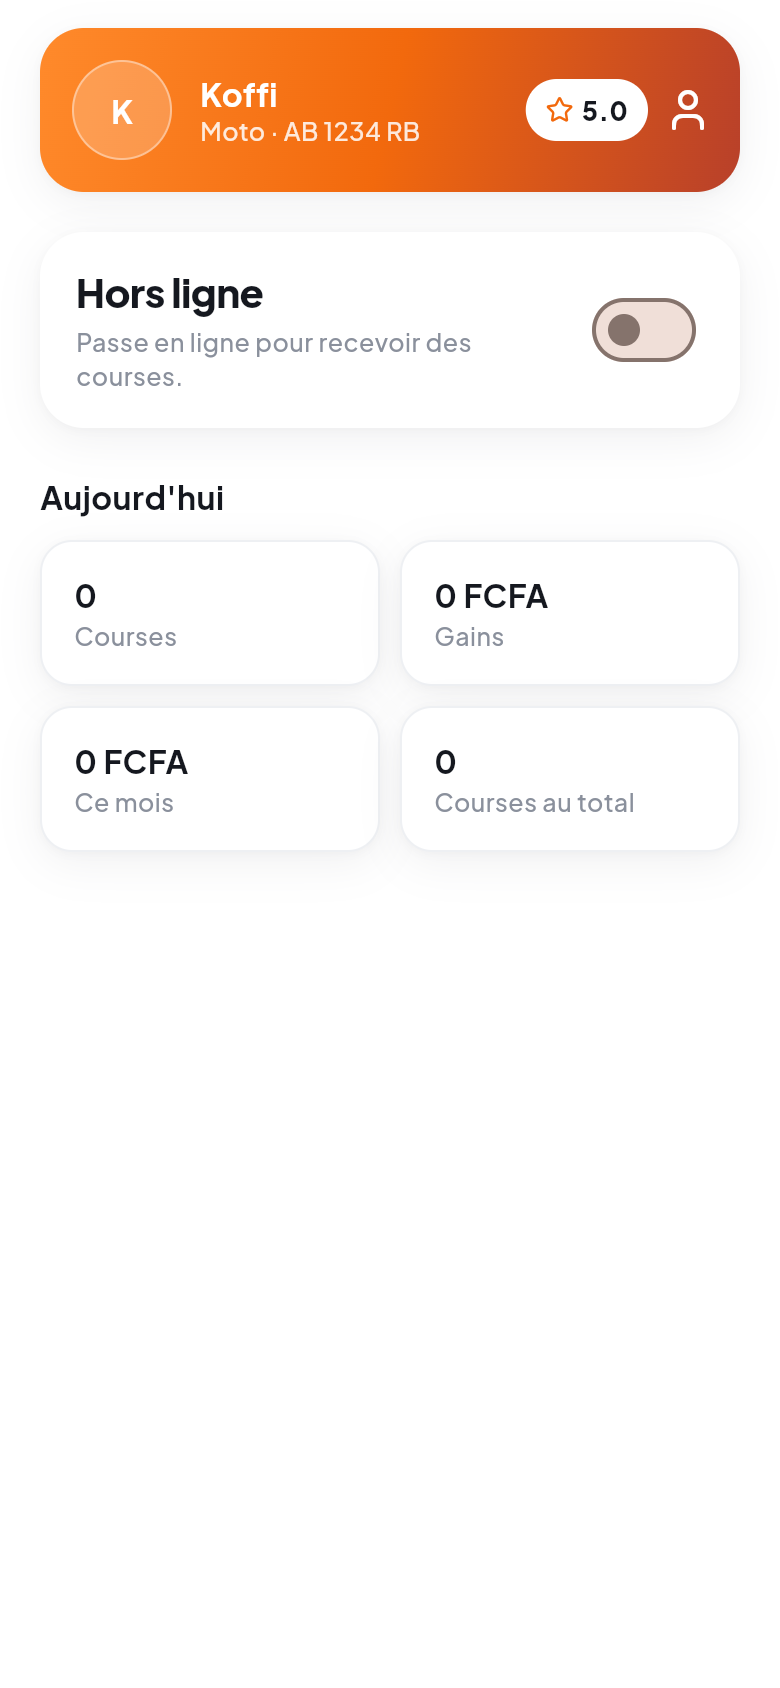 K
Koffi
Moto · AB 1234 RB
5.0
Hors ligne
Passe en ligne pour recevoir des
courses.
Aujourd'hui
0
Courses
0 FCFA
Gains
0 FCFA
Ce mois
0
Courses au total